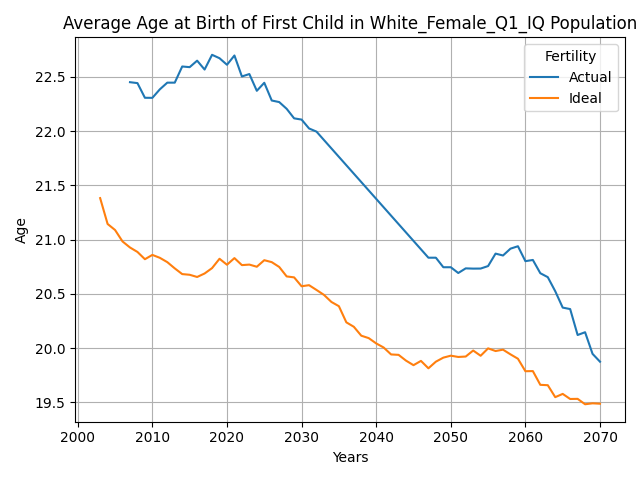 Average Age at Birth of First Child in White_Female_Q1_IQ Population
Fertility
Actual
Ideal
22.5
22.0
21.5
21.0
20.5
20.0
19.5
Age
2000 2010 2020 2030 2040 2050 2060 2070
Years